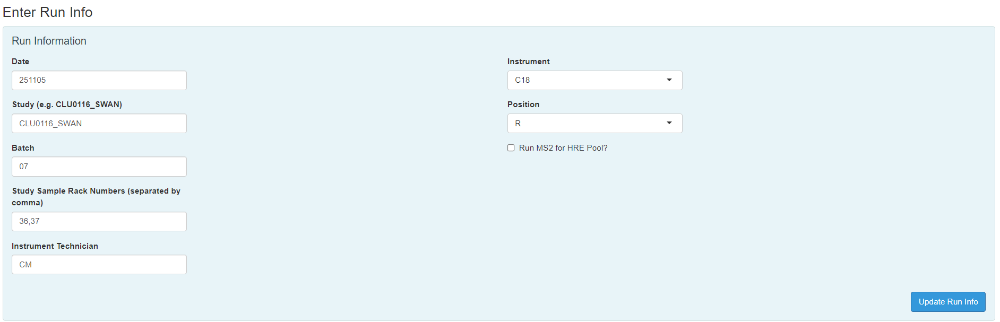 Enter Run Info
Run Information
Date
251105
Study (e.g. CLU0116_SWAN)
CLU0116_SWAN
Batch
07
Study Sample Rack Numbers (separated by
comma)
36,37
Instrument Technician
CM
Instrument
C18
Position
R
Run MS2 for HRE Pool?
Update Run Info